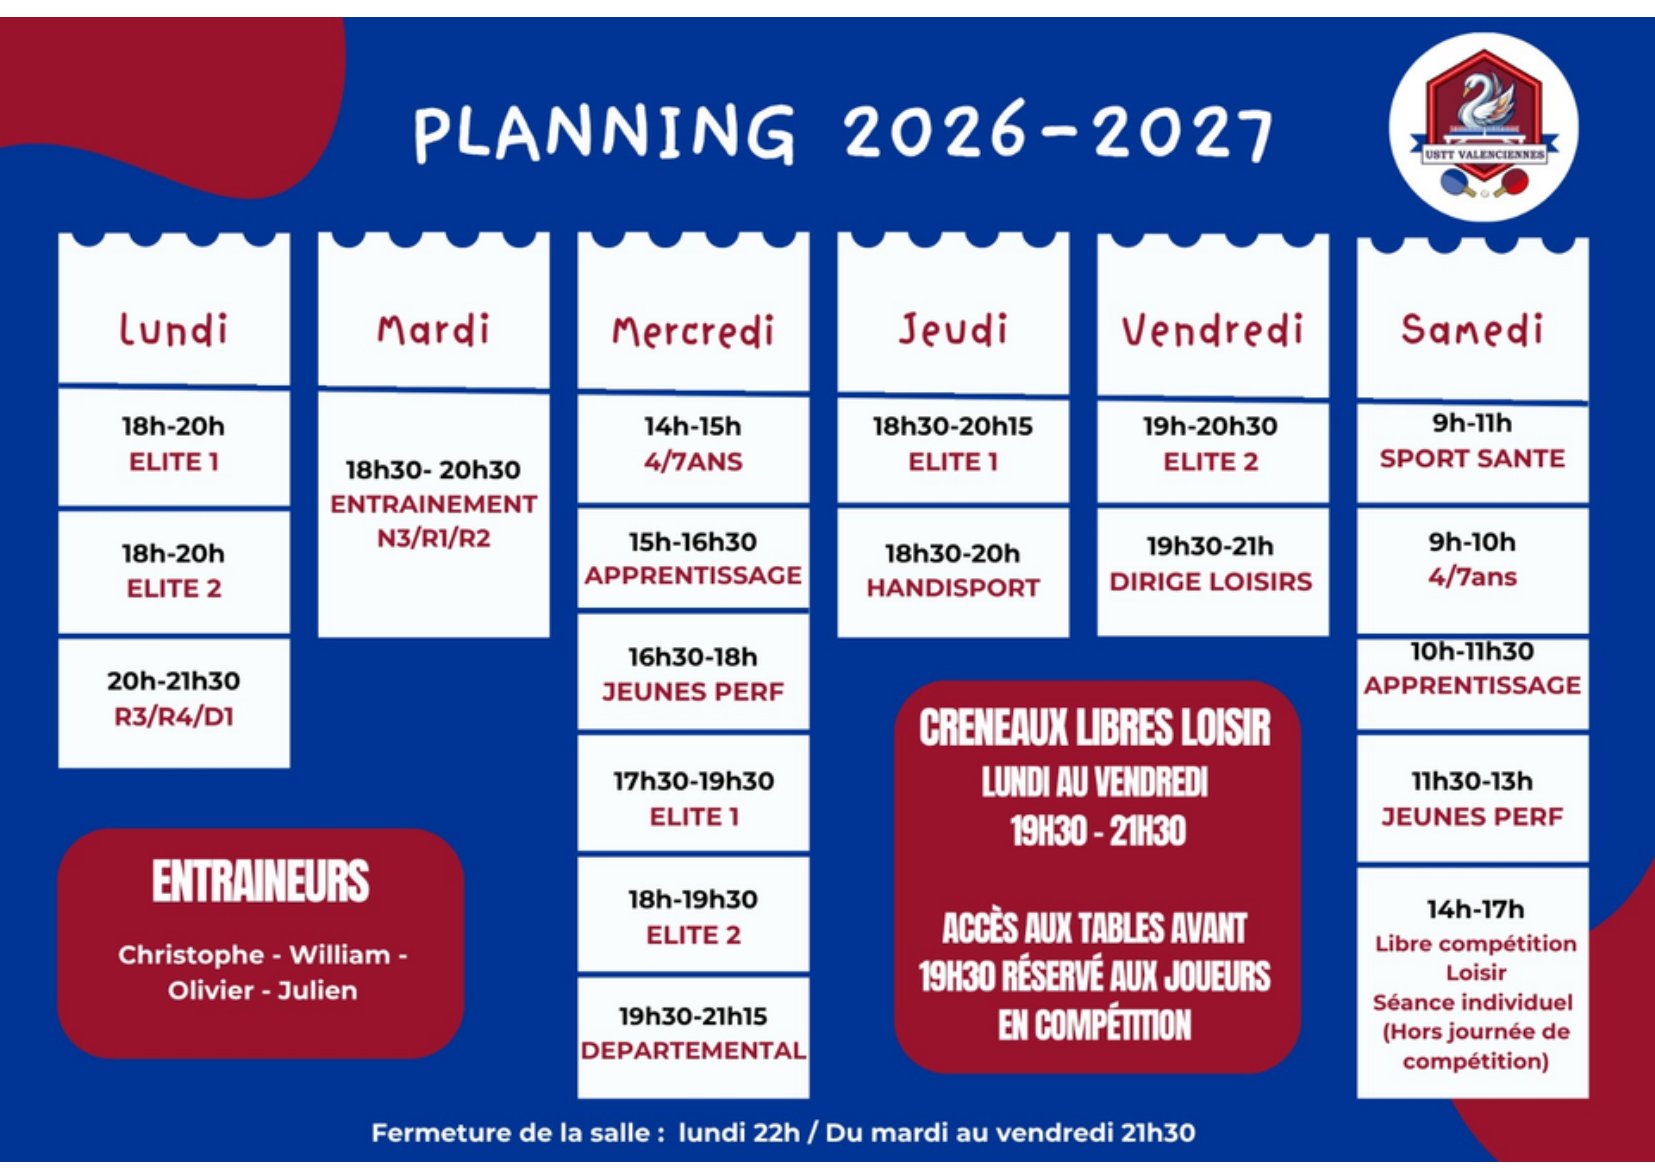 PLANNING 2026-2027
USTT VALENCIENNES
Lundi
18h-20h
ELITE 1
18h-20h
ELITE 2
20h-21h30
R3/R4/D1
Mardi
18h30- 20h30
ENTRAINEMENT
N3/R1/R2
Mercredi
14h-15h
4/7ANS
15h-16h30
APPRENTISSAGE
16h30-18h
JEUNES PERF
17h30-19h30
ELITE 1
18h-19h30
ELITE 2
19h30-21h15
DEPARTEMENTAL
Jeudi
18h30-20h15
ELITE 1
18h30-20h
HANDISPORT
Vendredi
19h-20h30
ELITE 2
19h30-21h
DIRIGE LOISIRS
Samedi
9h-11h
SPORT SANTE
9h-10h
4/7ans
10h-11h30
APPRENTISSAGE
11h30-13h
JEUNES PERF
14h-17h
Libre compétition
Loisir
Séance individuel
(Hors journée de
compétition)
ENTRAINEURS
Christophe - William -
Olivier - Julien
CRENEAUX LIBRES LOISIR
LUNDI AU VENDREDI
19H30 - 21H30
ACCÈS AUX TABLES AVANT
19H30 RÉSERVÉ AUX JOUEURS
EN COMPÉTITION
Fermeture de la salle : lundi 22h / Du mardi au vendredi 21h30